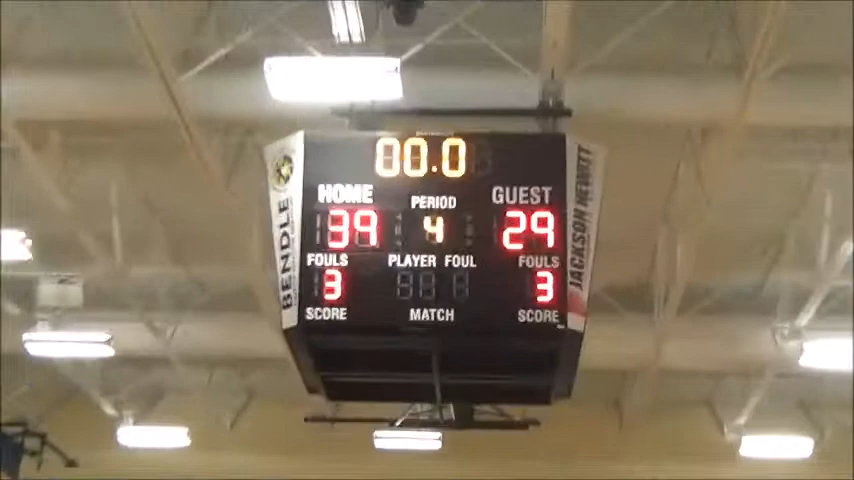 00.0
HOME PERIOD GUEST
39 4 29
FOULS PLAYER FOUL FOULS
3 3
SCORE MATCH SCORE
BENDLE
JACKSON HEWITT